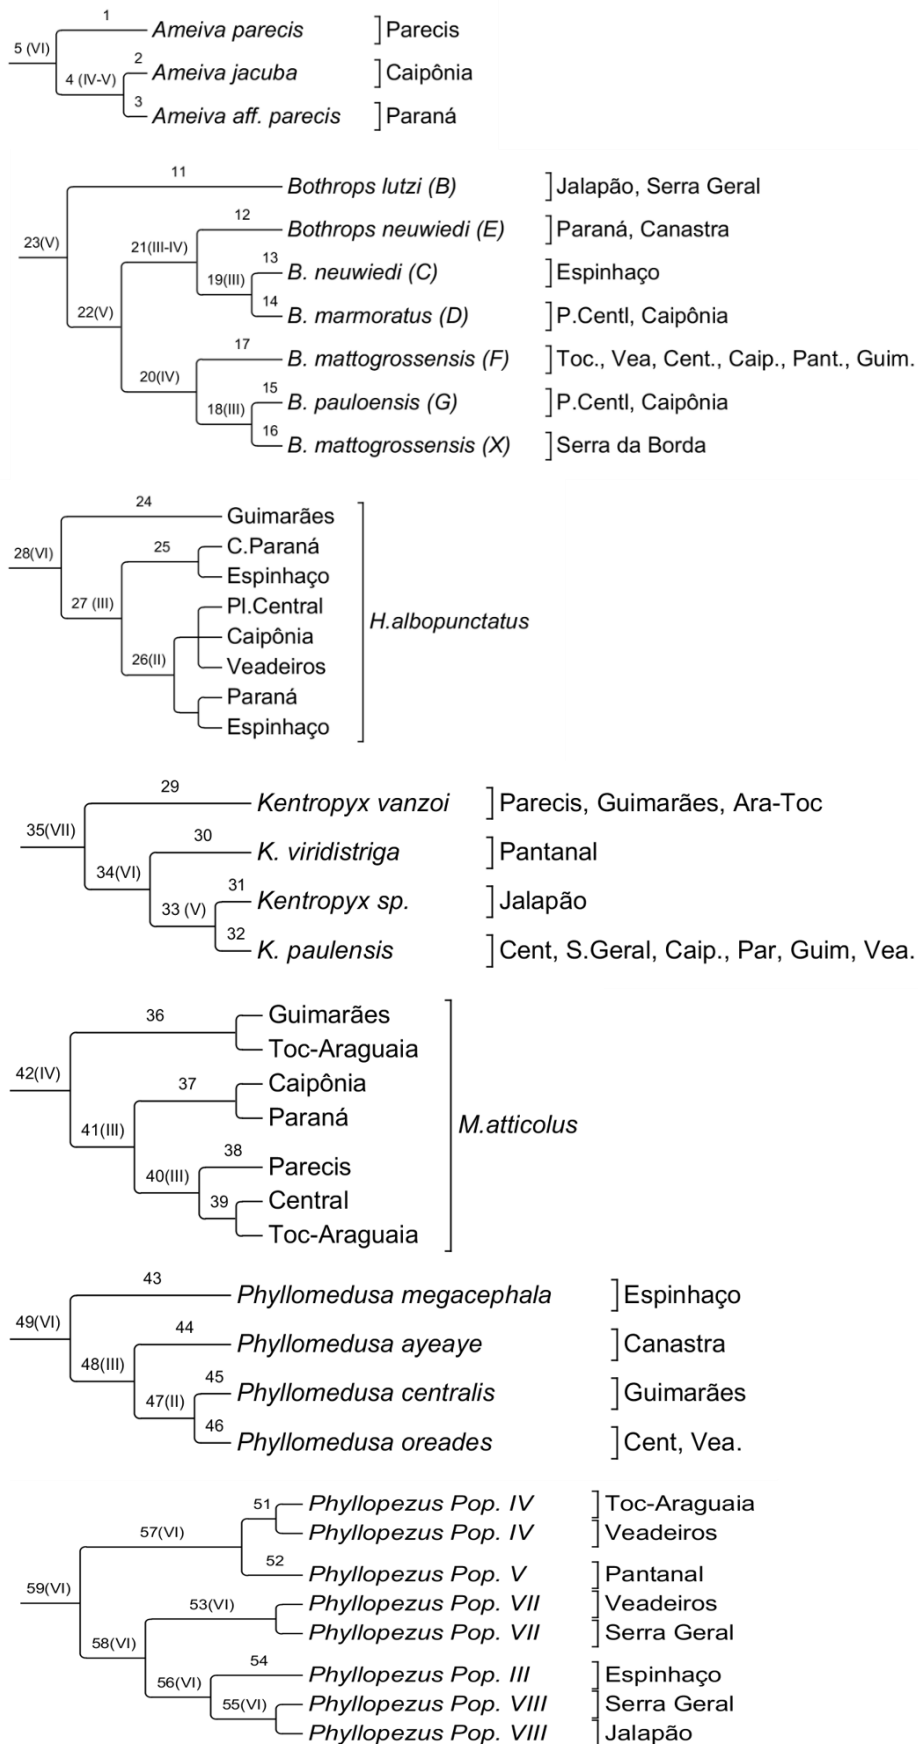 1
Ameiva parecis ] Parecis
5 (VI)
2
4 (IV-V)
Ameiva jacuba ] Caipônia
3
Ameiva aff. parecis ] Paraná
11
Bothrops lutzi (B) ] Jalapão, Serra Geral
12
Bothrops neuwiedi (E) ] Paraná, Canastra
23(V)
21(III-IV)
13
19(III)
B. neuwiedi (C) ] Espinhaço
14
22(V)
B. marmoratus (D) ] P.Centl, Caipônia
17
B. mattogrossensis (F) ] Toc., Vea, Cent., Caip., Pant., Guim.
20(IV)
15
18(III)
B. pauloensis (G) ] P.Centl, Caipônia
16
B. mattogrossensis (X) ] Serra da Borda
24
Guimarães
28(VI)
25
C.Paraná
Espinhaço
27 (III)
Pl.Central
H.albopunctatus
Caipônia
26(II)
Veadeiros
Paraná
Espinhaço
29
Kentropyx vanzoi ] Parecis, Guimarães, Ara-Toc
35(VII)
30
K. viridistriga ] Pantanal
34(VI)
31
Kentropyx sp. ] Jalapão
33 (V)
32
K. paulensis ] Cent, S.Geral, Caip., Par, Guim, Vea.
36
Guimarães
Toc-Araguaia
42(IV)
37
Caipônia
Paraná
M.atticolus
41(III)
38
Parecis
40(III)
39
Central
Toc-Araguaia
43
Phyllomedusa megacephala ] Espinhaço
49(VI)
44
Phyllomedusa ayeaye ] Canastra
48(III)
45
Phyllomedusa centralis ] Guimarães
47(II)
46
Phyllomedusa oreades ] Cent, Vea.
51
Phyllopezus Pop. IV ] Toc-Araguaia
57(VI)
Phyllopezus Pop. IV ] Veadeiros
52
Phyllopezus Pop. V ] Pantanal
59(VI)
53(VI)
Phyllopezus Pop. VII ] Veadeiros
Phyllopezus Pop. VII ] Serra Geral
58(VI)
54
Phyllopezus Pop. III ] Espinhaço
56(VI)
55(VI)
Phyllopezus Pop. VIII ] Serra Geral
Phyllopezus Pop. VIII ] Jalapão